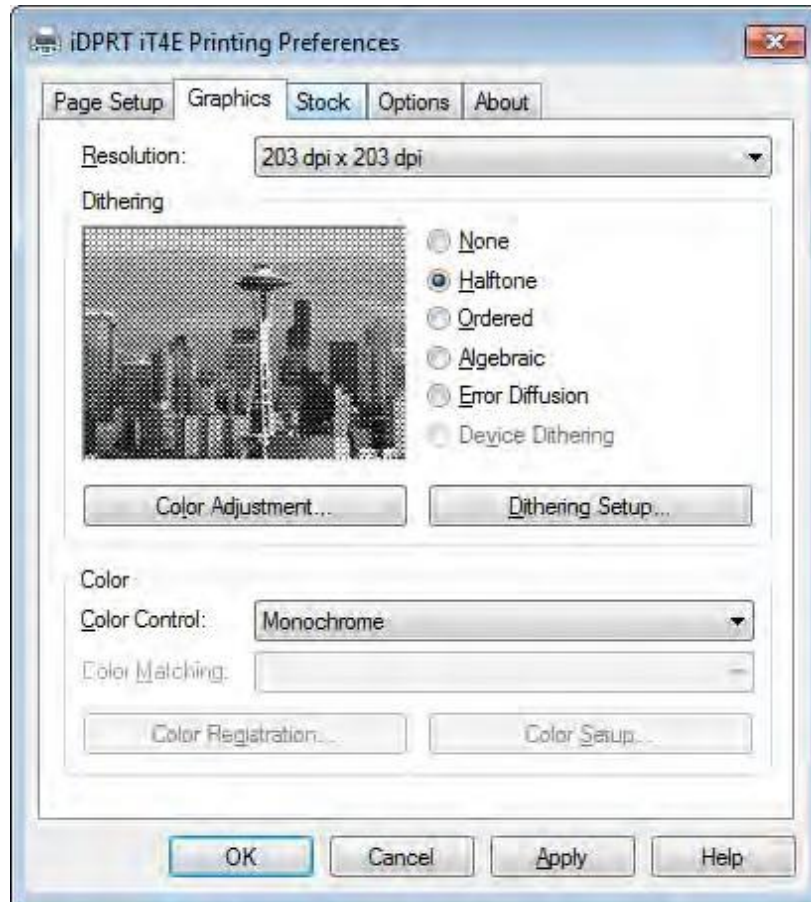 iDPRT iT4E Printing Preferences
Page Setup Graphics Stock Options About
Resolution: 203 dpi x 203 dpi
Dithering
None
Halftone
Ordered
Algebraic
Error Diffusion
Device Dithering
Color Adjustment... Dithering Setup...
Color
Color Control: Monochrome
Color Matching:
Color Registration... Color Setup...
OK Cancel Apply Help